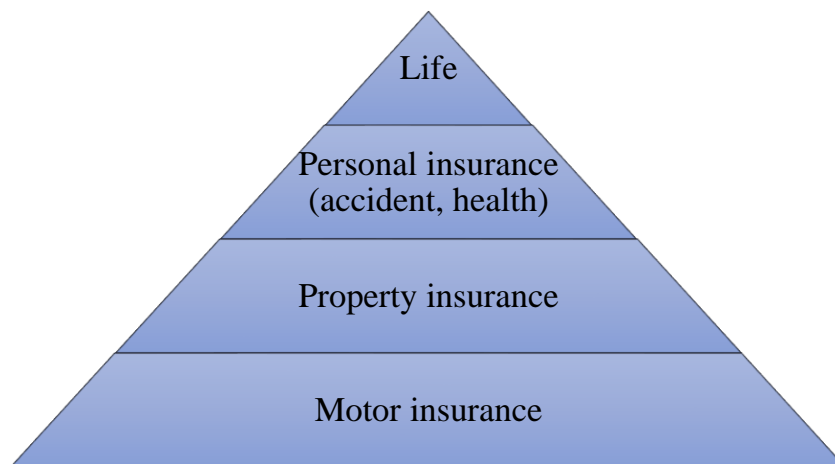 Life
Personal insurance
(accident, health)
Property insurance
Motor insurance